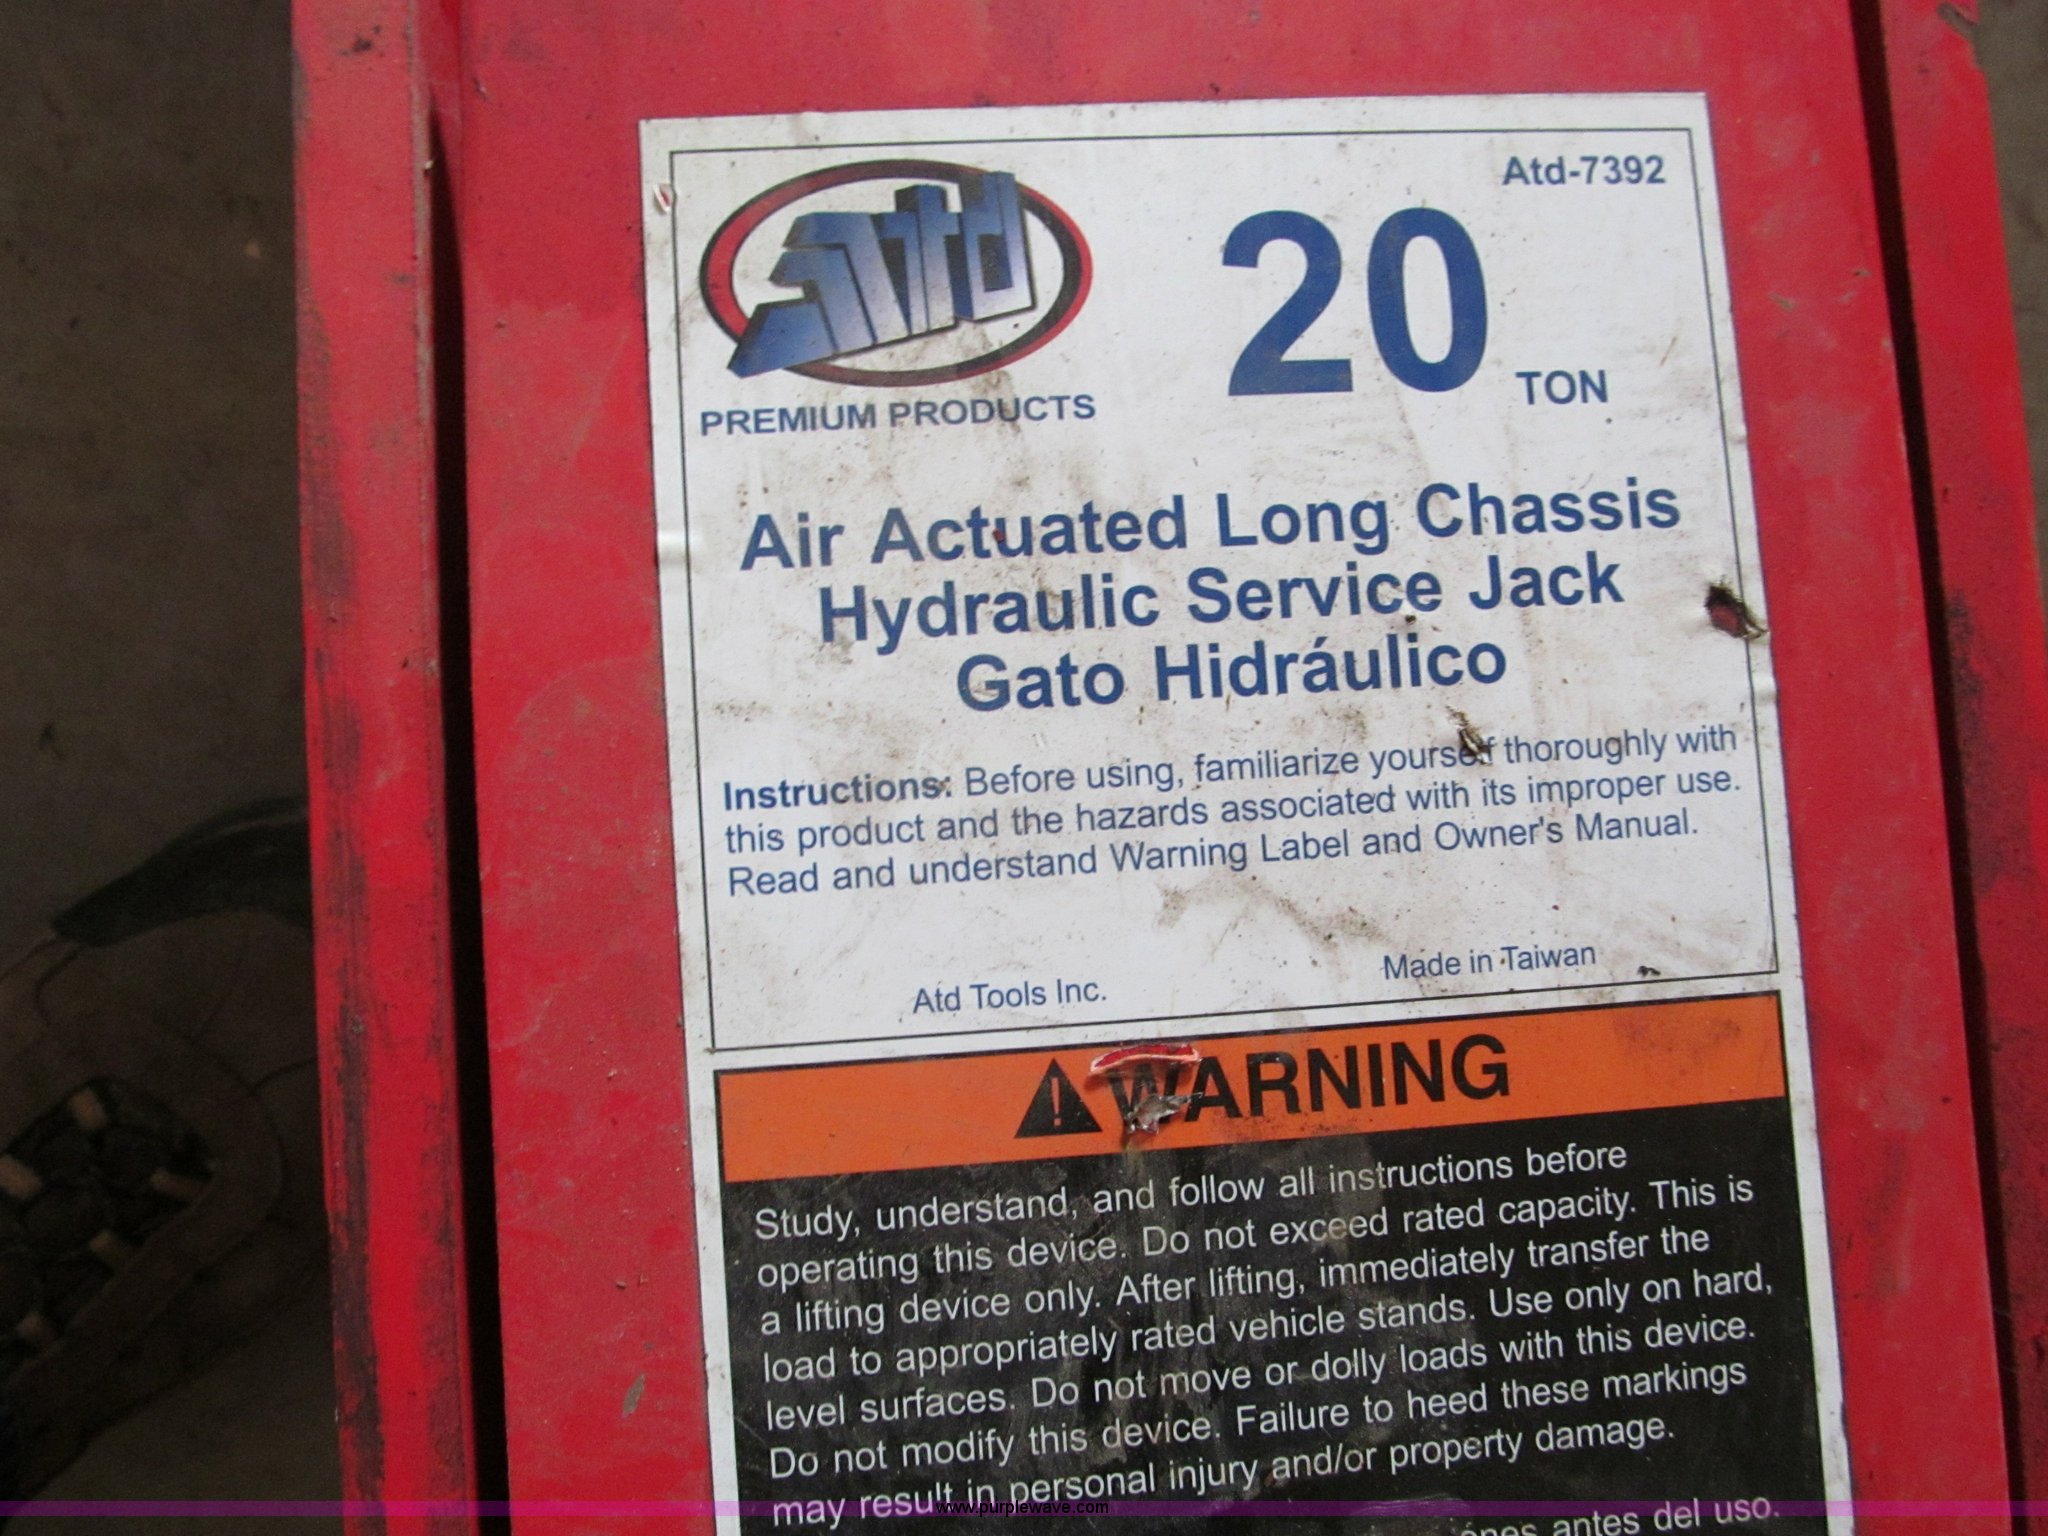 Atd
PREMIUM PRODUCTS
Atd-7392
20 TON
Air Actuated Long Chassis
Hydraulic Service Jack
Gato Hidráulico
Instructions: Before using, familiarize yourself thoroughly with
this product and the hazards associated with its improper use.
Read and understand Warning Label and Owner's Manual.
Atd Tools Inc.
Made in Taiwan
WARNING
Study, understand, and follow all instructions before
operating this device. Do not exceed rated capacity. This is
a lifting device only. After lifting, immediately transfer the
load to appropriately rated vehicle stands. Use only on hard,
level surfaces. Do not move or dolly loads with this device.
Do not modify this device. Failure to heed these markings
may result in personal injury and/or property damage.
antes del uso.
www.purplewave.com